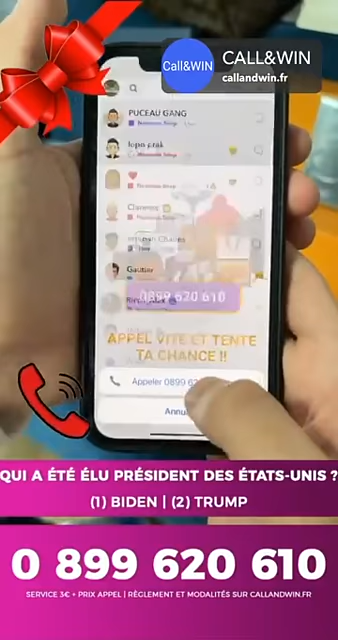 Call&WIN
CALL&WIN
callandwin.fr
PUCEAU GANG
Clarence
Gautier
0899 620 610
APPEL VITE ET TENTE
TA CHANCE !!
Appeler 0899 62
Annu
QUI A ÉTÉ ÉLU PRÉSIDENT DES ÉTATS-UNIS ?
(1) BIDEN | (2) TRUMP
0 899 620 610
SERVICE 3€ + PRIX APPEL | RÈGLEMENT ET MODALITÉS SUR CALLANDWIN.FR